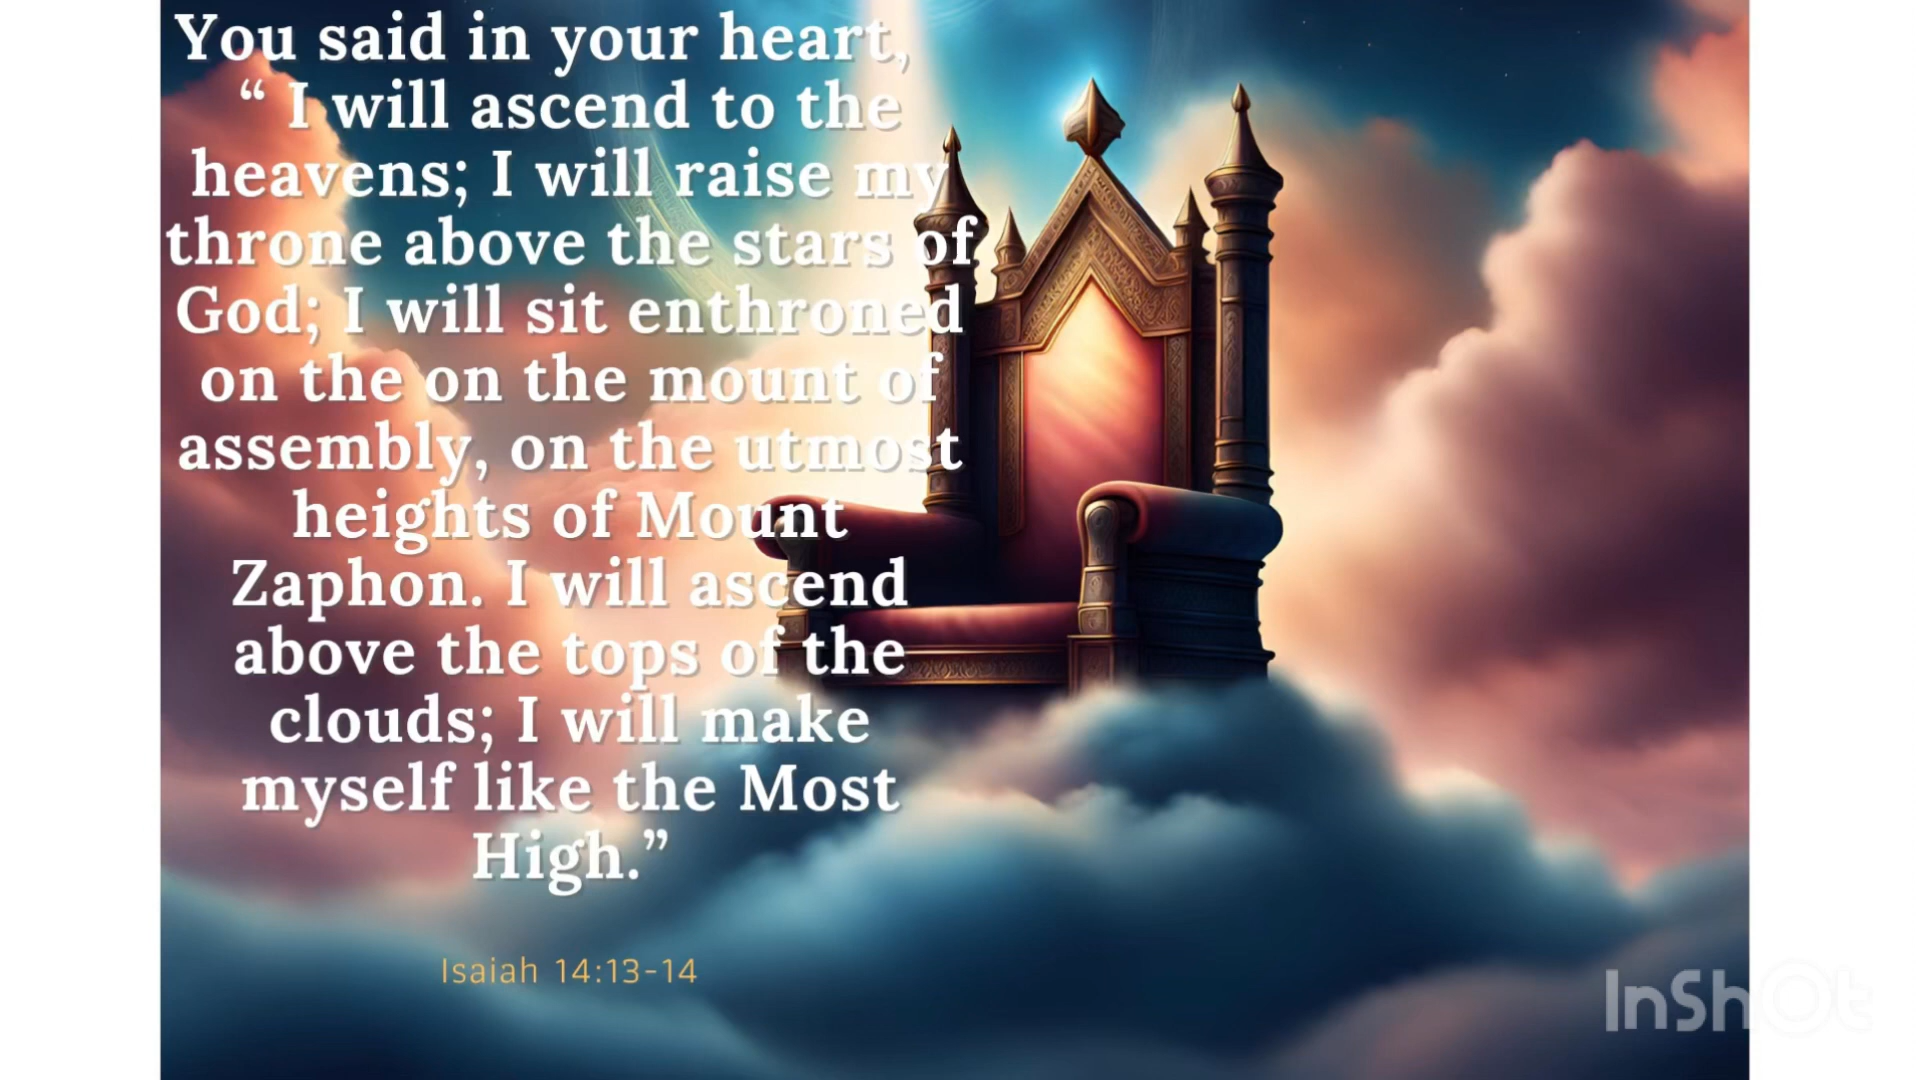 You said in your heart,
“ I will ascend to the
heavens; I will raise my
throne above the stars of
God; I will sit enthroned
on the on the mount of
assembly, on the utmost
heights of Mount
Zaphon. I will ascend
above the tops of the
clouds; I will make
myself like the Most
High.”
Isaiah 14:13-14
InShOt